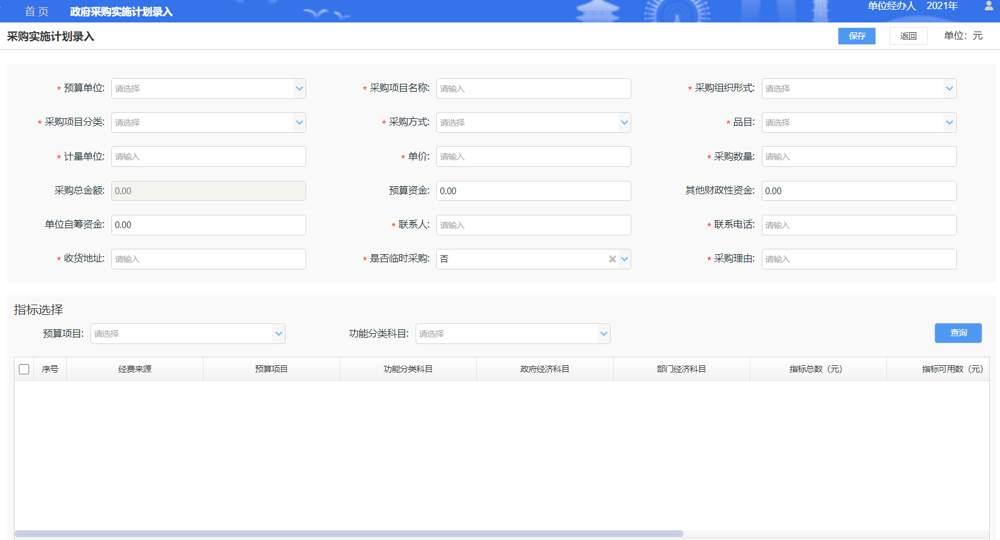 首页 政府采购实施计划录入 单位经办人 2021年
采购实施计划录入 保存 返回 单位：元
* 预算单位: 请选择 * 采购项目名称: 请输入 * 采购组织形式: 请选择
* 采购项目分类: 请选择 * 采购方式: 请选择 * 品目: 请选择
* 计量单位: 请输入 * 单价: 请输入 * 采购数量: 请输入
采购总金额: 0.00 预算资金: 0.00 其他财政性资金: 0.00
单位自筹资金: 0.00 * 联系人: 请输入 * 联系电话: 请输入
* 收货地址: 请输入 * 是否临时采购: 否 * 采购理由: 请输入
指标选择
预算项目: 请选择 功能分类科目: 请选择 查询
序号 经费来源 预算项目 功能分类科目 政府经济科目 部门经济科目 指标总数（元） 指标可用数（元）